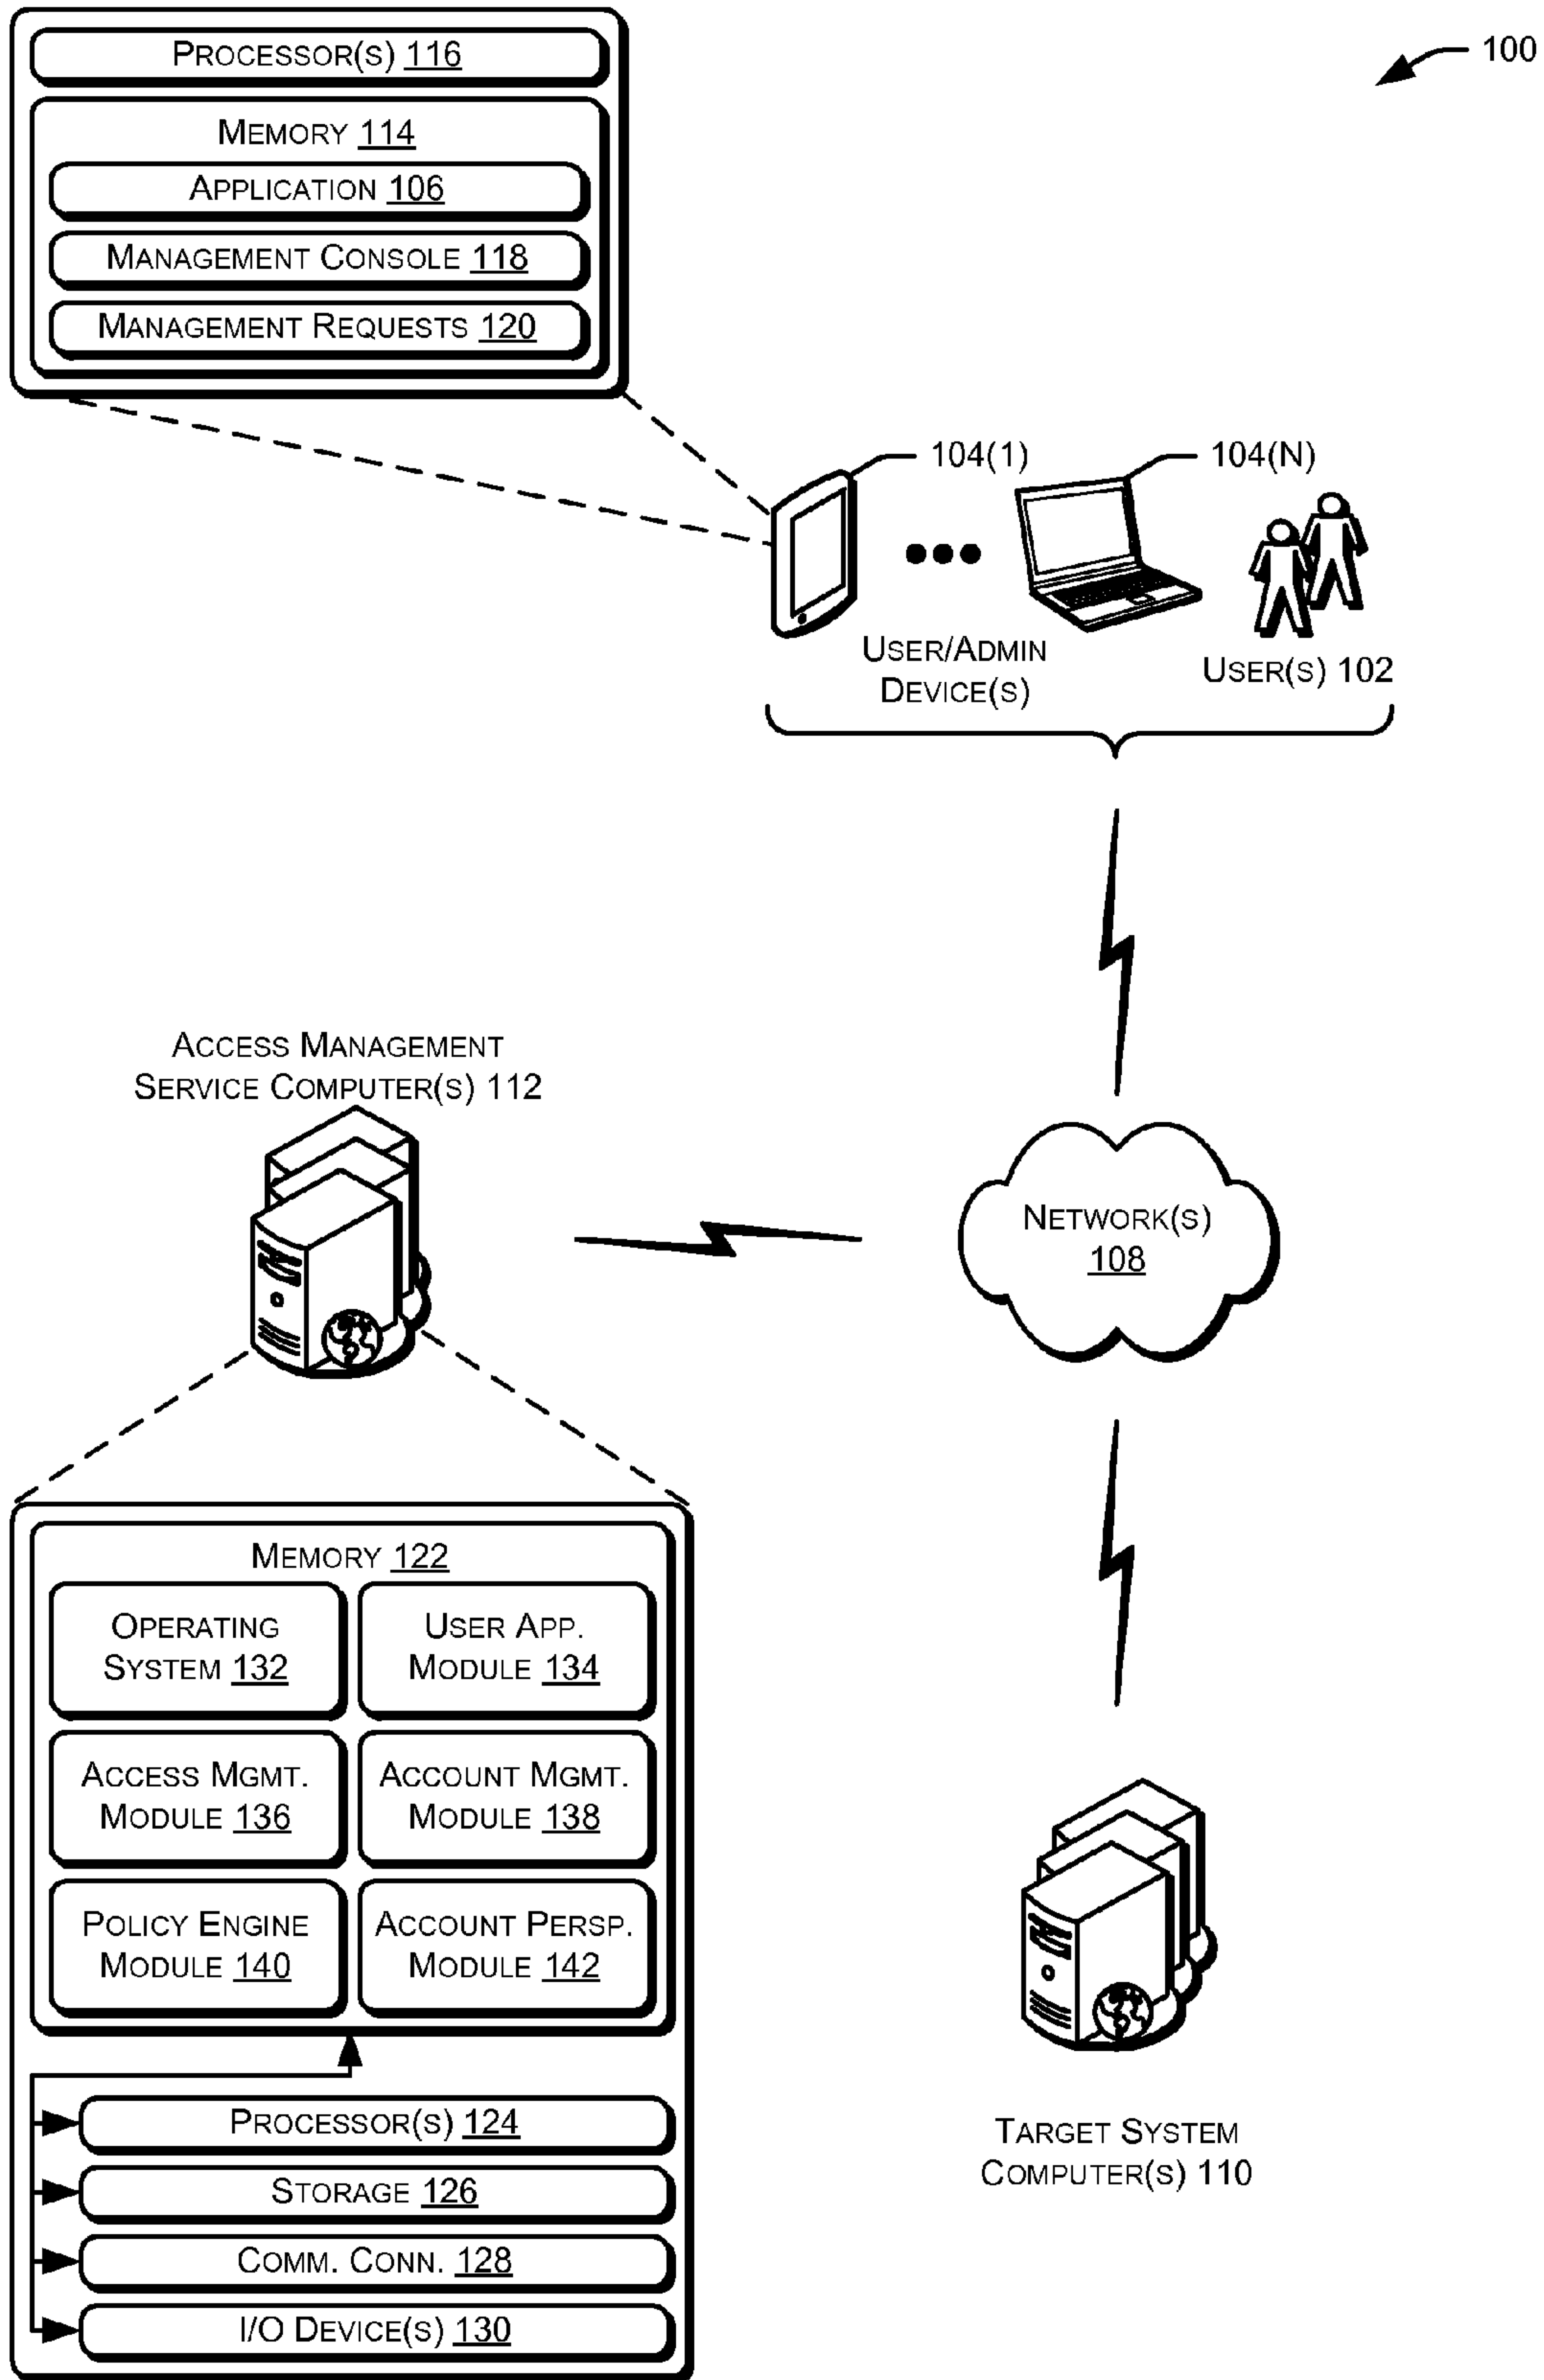 100
PROCESSOR(S) 116
MEMORY 114
APPLICATION 106
MANAGEMENT CONSOLE 118
MANAGEMENT REQUESTS 120
104(1)
104(N)
USER/ADMIN
DEVICE(S)
USER(S) 102
ACCESS MANAGEMENT
SERVICE COMPUTER(S) 112
NETWORK(S)
108
MEMORY 122
OPERATING
SYSTEM 132
USER APP.
MODULE 134
ACCESS MGMT.
MODULE 136
ACCOUNT MGMT.
MODULE 138
POLICY ENGINE
MODULE 140
ACCOUNT PERSP.
MODULE 142
PROCESSOR(S) 124
STORAGE 126
COMM. CONN. 128
I/O DEVICE(S) 130
TARGET SYSTEM
COMPUTER(S) 110